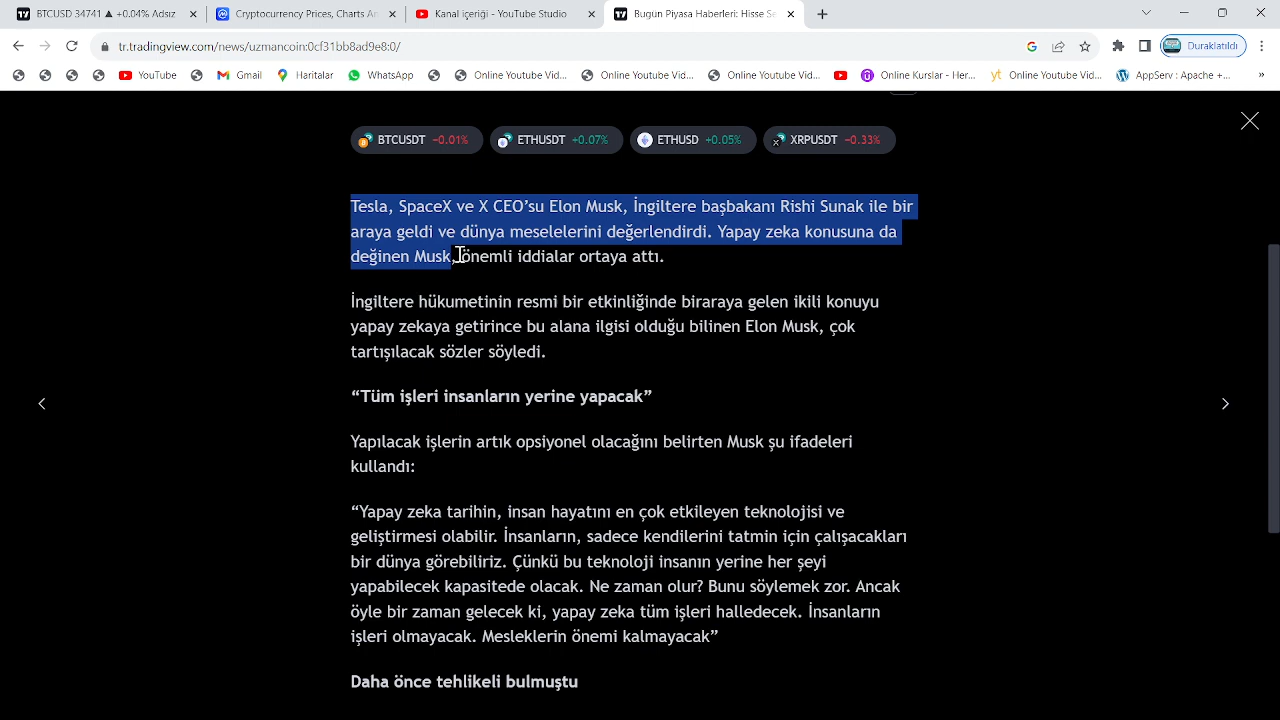 BTCUSD 34741 ▲ +0.04% Adsız
Cryptocurrency Prices, Charts Ar
Kanal içeriği - YouTube Studio
Bugün Piyasa Haberleri: Hisse Se
tr.tradingview.com/news/uzmancoin:0cf31bb8ad9e8:0/
Duraklatıldı
YouTube
Gmail
Haritalar
WhatsApp
Online Youtube Vid...
Online Youtube Vid...
Online Youtube Vid...
Online Kurslar - Her...
yt Online Youtube Vid...
AppServ : Apache +...
»
BTCUSDT −0.01%
ETHUSDT +0.07%
ETHUSD +0.05%
XRPUSDT −0.33%
Tesla, SpaceX ve X CEO’su Elon Musk, İngiltere başbakanı Rishi Sunak ile bir
araya geldi ve dünya meselelerini değerlendirdi. Yapay zeka konusuna da
değinen Musk, önemli iddialar ortaya attı.
İngiltere hükumetinin resmi bir etkinliğinde biraraya gelen ikili konuyu
yapay zekaya getirince bu alana ilgisi olduğu bilinen Elon Musk, çok
tartışılacak sözler söyledi.
“Tüm işleri insanların yerine yapacak”
Yapılacak işlerin artık opsiyonel olacağını belirten Musk şu ifadeleri
kullandı:
“Yapay zeka tarihin, insan hayatını en çok etkileyen teknolojisi ve
geliştirmesi olabilir. İnsanların, sadece kendilerini tatmin için çalışacakları
bir dünya görebiliriz. Çünkü bu teknoloji insanın yerine her şeyi
yapabilecek kapasitede olacak. Ne zaman olur? Bunu söylemek zor. Ancak
öyle bir zaman gelecek ki, yapay zeka tüm işleri halledecek. İnsanların
işleri olmayacak. Mesleklerin önemi kalmayacak”
Daha önce tehlikeli bulmuştu